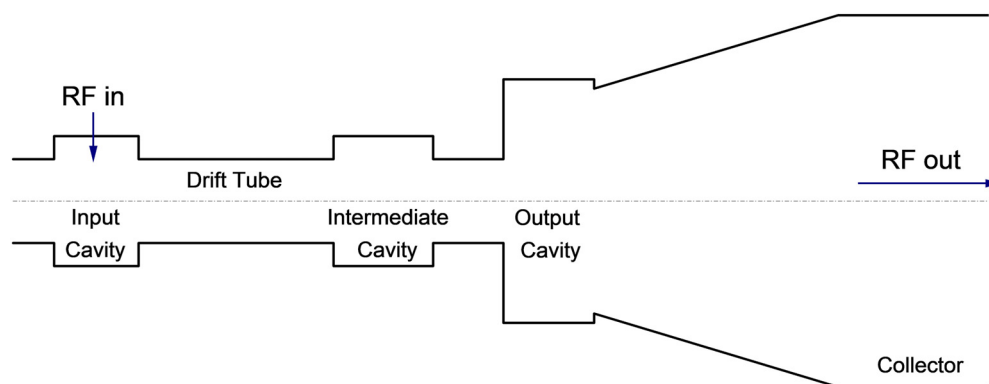 RF in
RF out
Drift Tube
Input
Cavity
Intermediate
Cavity
Output
Cavity
Collector